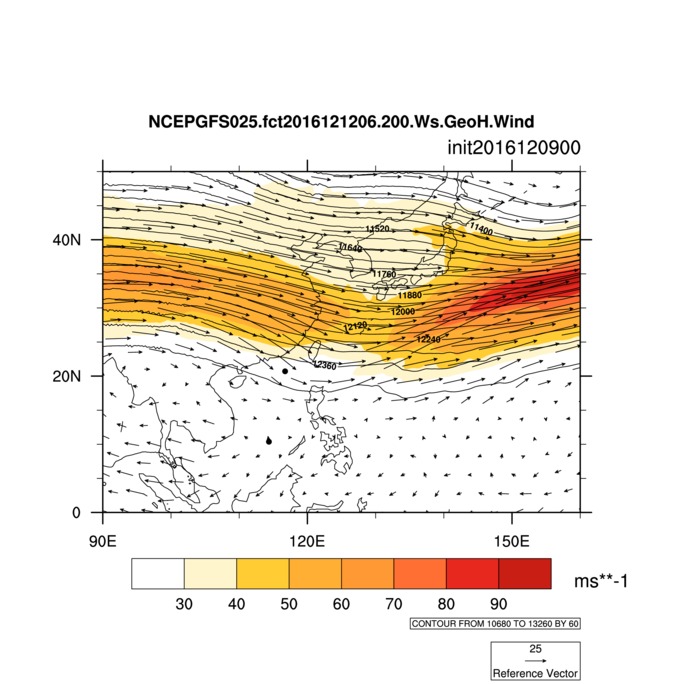 NCEPGFS025.fct2016121206.200.Ws.GeoH.Wind
init2016120900
11520
11400
40N
11640
11760
11880
12000
12120
12240
12360
20N
0
90E 120E 150E
ms**-1
30 40 50 60 70 80 90
CONTOUR FROM 10680 TO 13260 BY 60
25
Reference Vector